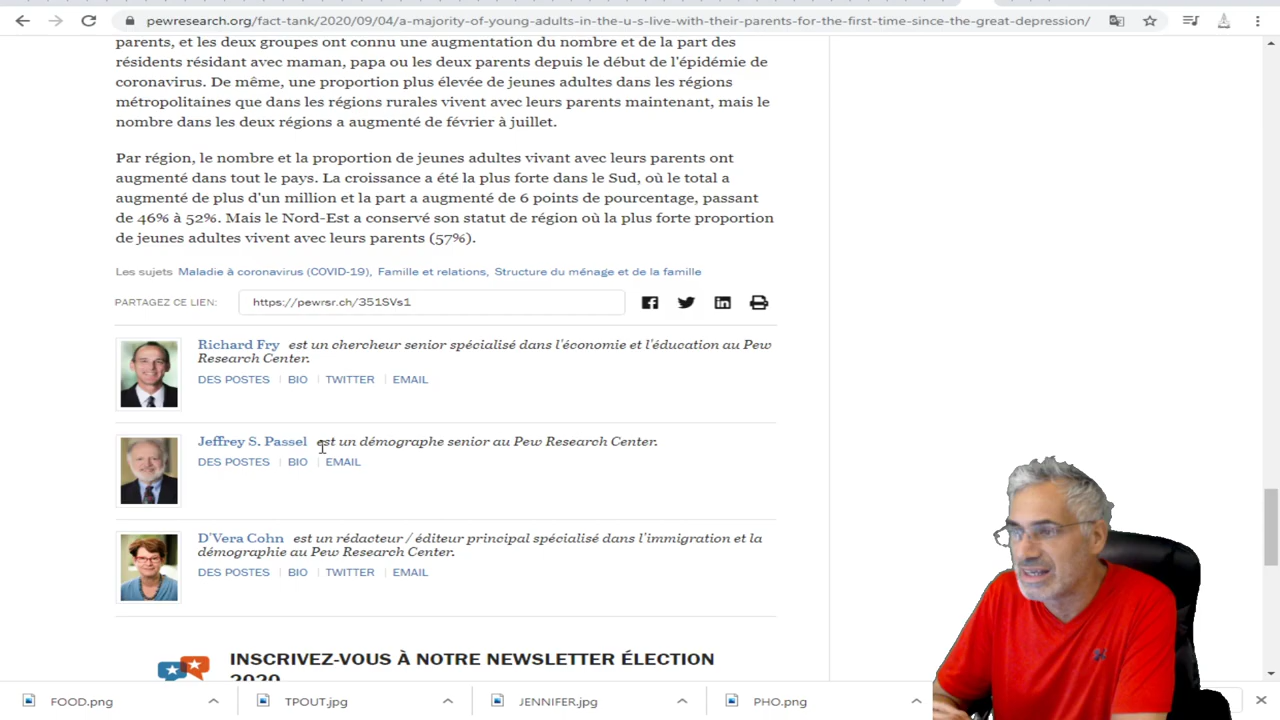 pewresearch.org/fact-tank/2020/09/04/a-majority-of-young-adults-in-the-u-s-live-with-their-parents-for-the-first-time-since-the-great-depression/
parents, et les deux groupes ont connu une augmentation du nombre et de la part des
résidents résidant avec maman, papa ou les deux parents depuis le début de l'épidémie de
coronavirus. De même, une proportion plus élevée de jeunes adultes dans les régions
métropolitaines que dans les régions rurales vivent avec leurs parents maintenant, mais le
nombre dans les deux régions a augmenté de février à juillet.
Par région, le nombre et la proportion de jeunes adultes vivant avec leurs parents ont
augmenté dans tout le pays. La croissance a été la plus forte dans le Sud, où le total a
augmenté de plus d'un million et la part a augmenté de 6 points de pourcentage, passant
de 46% à 52%. Mais le Nord-Est a conservé son statut de région où la plus forte proportion
de jeunes adultes vivent avec leurs parents (57%).
Les sujets Maladie à coronavirus (COVID-19), Famille et relations, Structure du ménage et de la famille
PARTAGEZ CE LIEN: https://pewrsr.ch/351SVs1
Richard Fry est un chercheur senior spécialisé dans l'économie et l'éducation au Pew
Research Center.
DES POSTES | BIO | TWITTER | EMAIL
Jeffrey S. Passel est un démographe senior au Pew Research Center.
DES POSTES | BIO | EMAIL
D'Vera Cohn est un rédacteur / éditeur principal spécialisé dans l'immigration et la
démographie au Pew Research Center.
DES POSTES | BIO | TWITTER | EMAIL
INSCRIVEZ-VOUS À NOTRE NEWSLETTER ÉLECTION
2020
FOOD.png TPOUT.jpg JENNIFER.jpg PHO.png